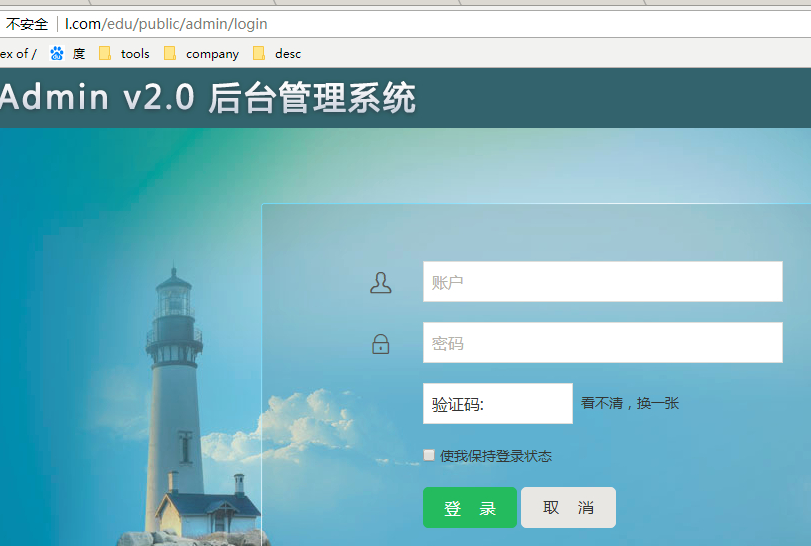 不安全 l.com/edu/public/admin/login
ex of / 度 tools company desc
Admin v2.0 后台管理系统
账户
密码
验证码: 看不清，换一张
使我保持登录状态
登 录 取 消